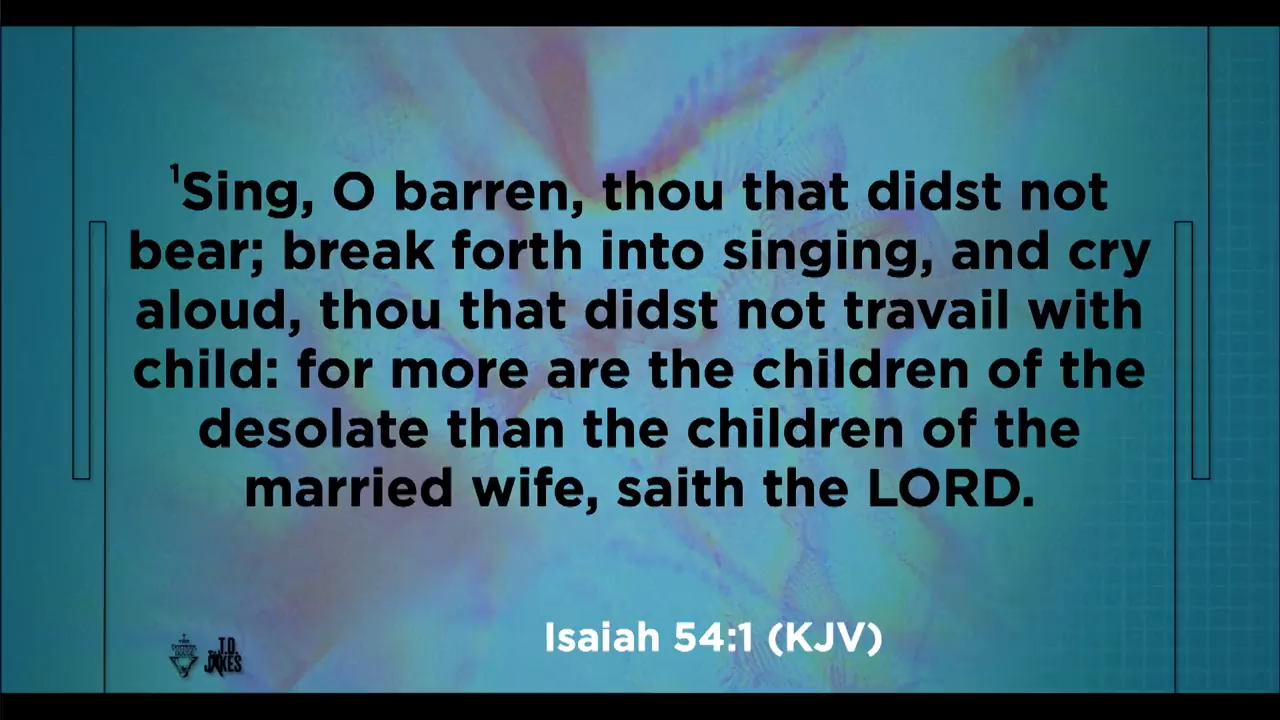 ¹Sing, O barren, thou that didst not
bear; break forth into singing, and cry
aloud, thou that didst not travail with
child: for more are the children of the
desolate than the children of the
married wife, saith the LORD.
Isaiah 54:1 (KJV)
T.D.
JAKES